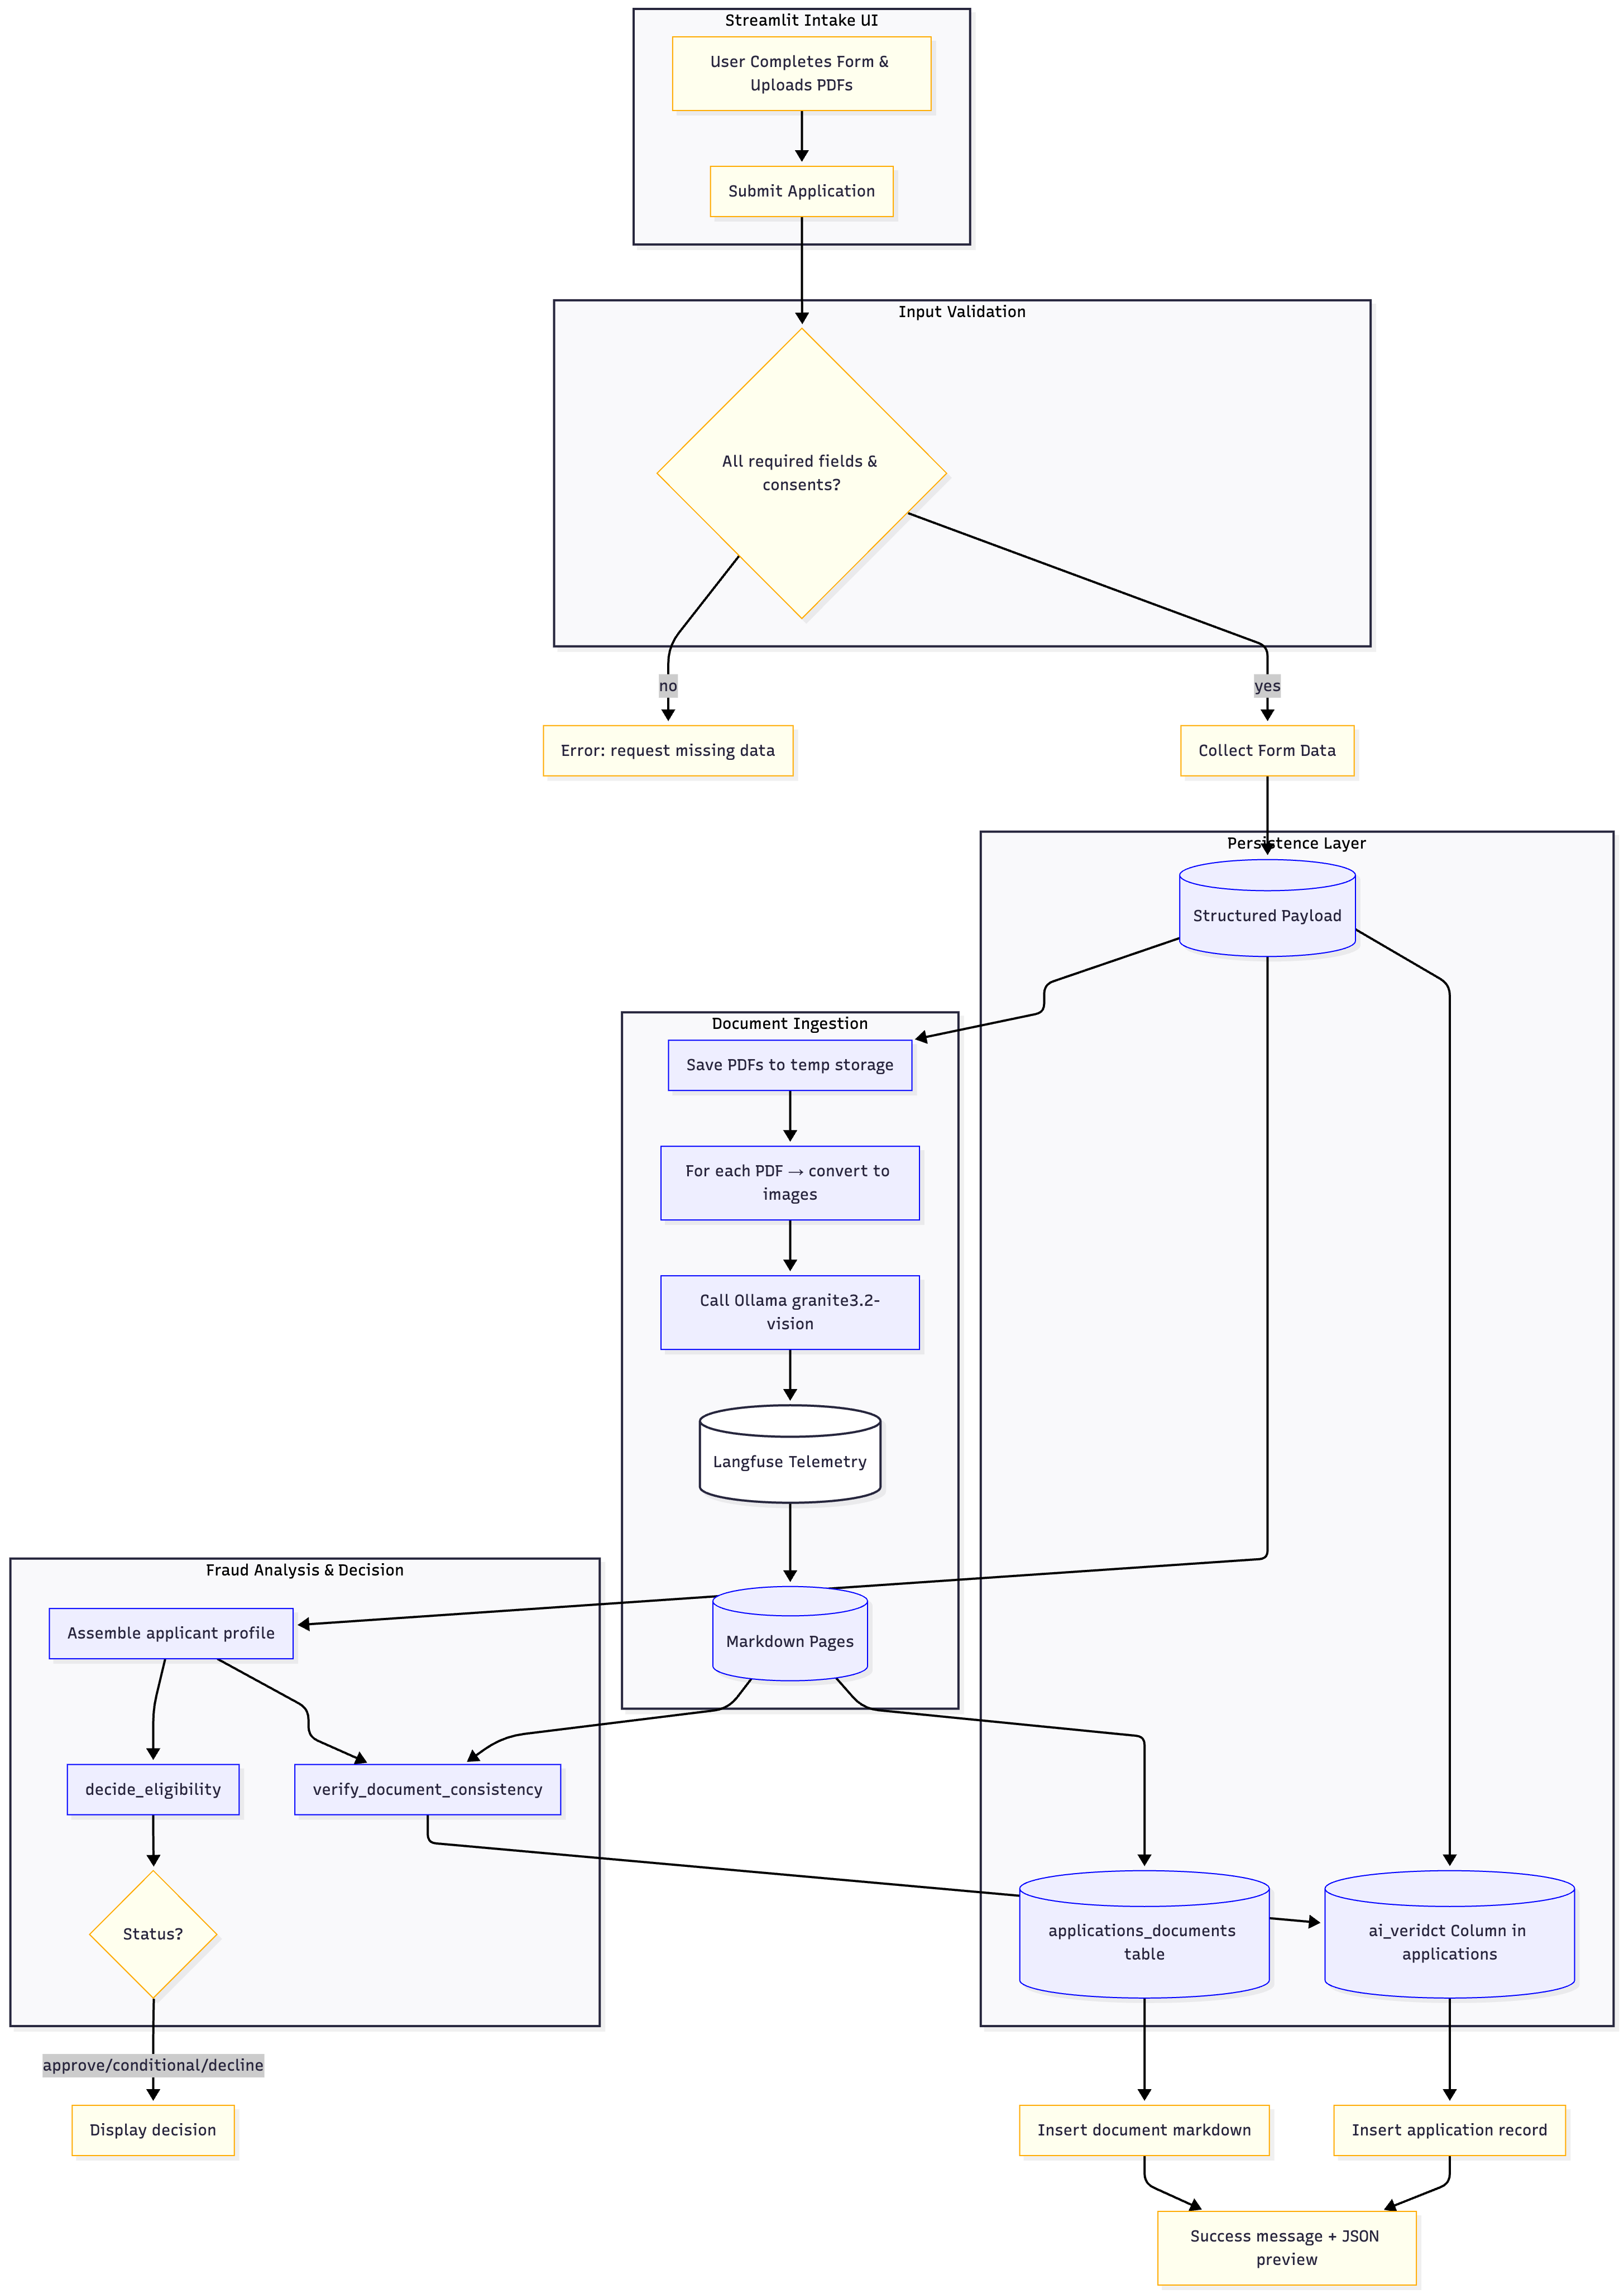 Streamlit Intake UI
User Completes Form &
Uploads PDFs
Submit Application
Input Validation
All required fields &
consents?
no
yes
Error: request missing data
Collect Form Data
Persistence Layer
Structured Payload
Document Ingestion
Save PDFs to temp storage
For each PDF → convert to
images
Call Ollama granite3.2-
vision
Langfuse Telemetry
Markdown Pages
Fraud Analysis & Decision
Assemble applicant profile
decide_eligibility
verify_document_consistency
Status?
applications_documents
table
ai_veridct Column in
applications
approve/conditional/decline
Display decision
Insert document markdown
Insert application record
Success message + JSON
preview